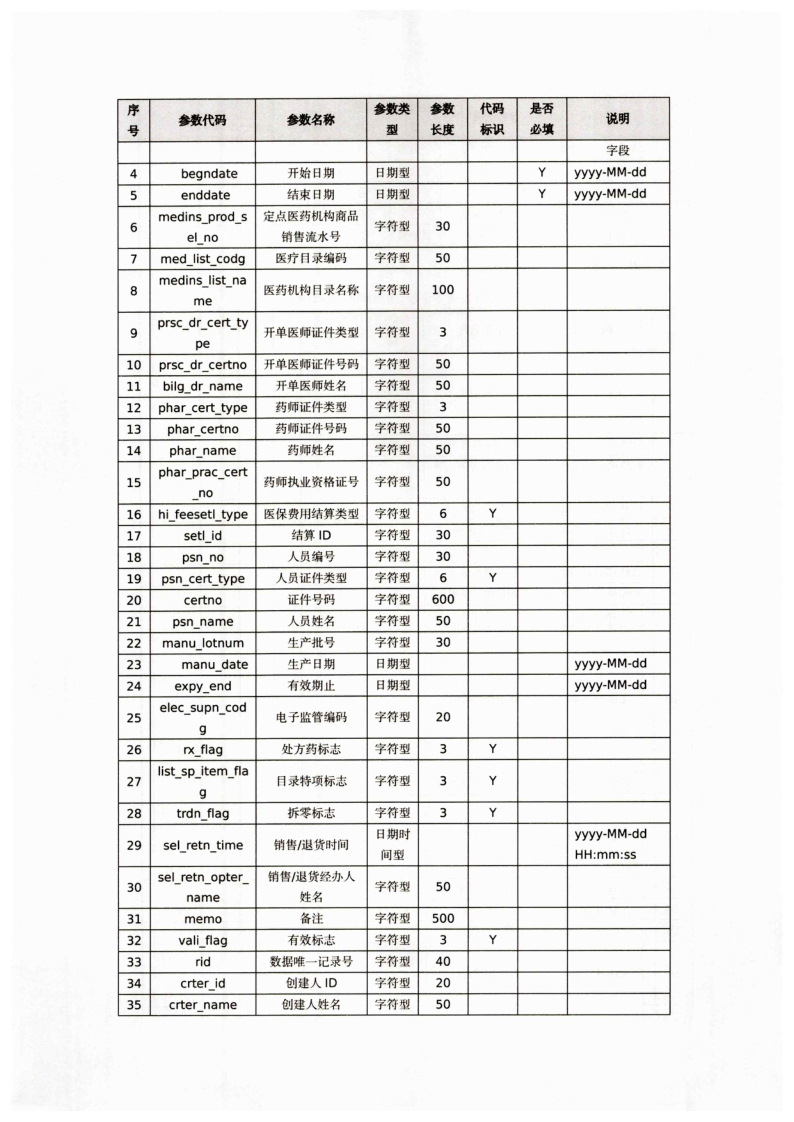 序号 参数代码 参数名称 参数类型 参数长度 代码标识 是否必填 说明
字段
4 begndate 开始日期 日期型 Y yyyy-MM-dd
5 enddate 结束日期 日期型 Y yyyy-MM-dd
6 medins_prod_sel_no 定点医药机构商品销售流水号 字符型 30
7 med_list_codg 医疗目录编码 字符型 50
8 medins_list_name 医药机构目录名称 字符型 100
9 prsc_dr_cert_type 开单医师证件类型 字符型 3
10 prsc_dr_certno 开单医师证件号码 字符型 50
11 bilg_dr_name 开单医师姓名 字符型 50
12 phar_cert_type 药师证件类型 字符型 3
13 phar_certno 药师证件号码 字符型 50
14 phar_name 药师姓名 字符型 50
15 phar_prac_cert_no 药师执业资格证号 字符型 50
16 hi_feesetl_type 医保费用结算类型 字符型 6 Y
17 setl_id 结算 ID 字符型 30
18 psn_no 人员编号 字符型 30
19 psn_cert_type 人员证件类型 字符型 6 Y
20 certno 证件号码 字符型 600
21 psn_name 人员姓名 字符型 50
22 manu_lotnum 生产批号 字符型 30
23 manu_date 生产日期 日期型 yyyy-MM-dd
24 expy_end 有效期止 日期型 yyyy-MM-dd
25 elec_supn_codg 电子监管编码 字符型 20
26 rx_flag 处方药标志 字符型 3 Y
27 list_sp_item_flag 目录特项标志 字符型 3 Y
28 trdn_flag 拆零标志 字符型 3 Y
29 sel_retn_time 销售/退货时间 日期时间型 yyyy-MM-dd HH:mm:ss
30 sel_retn_opter_name 销售/退货经办人姓名 字符型 50
31 memo 备注 字符型 500
32 vali_flag 有效标志 字符型 3 Y
33 rid 数据唯一记录号 字符型 40
34 crter_id 创建人 ID 字符型 20
35 crter_name 创建人姓名 字符型 50